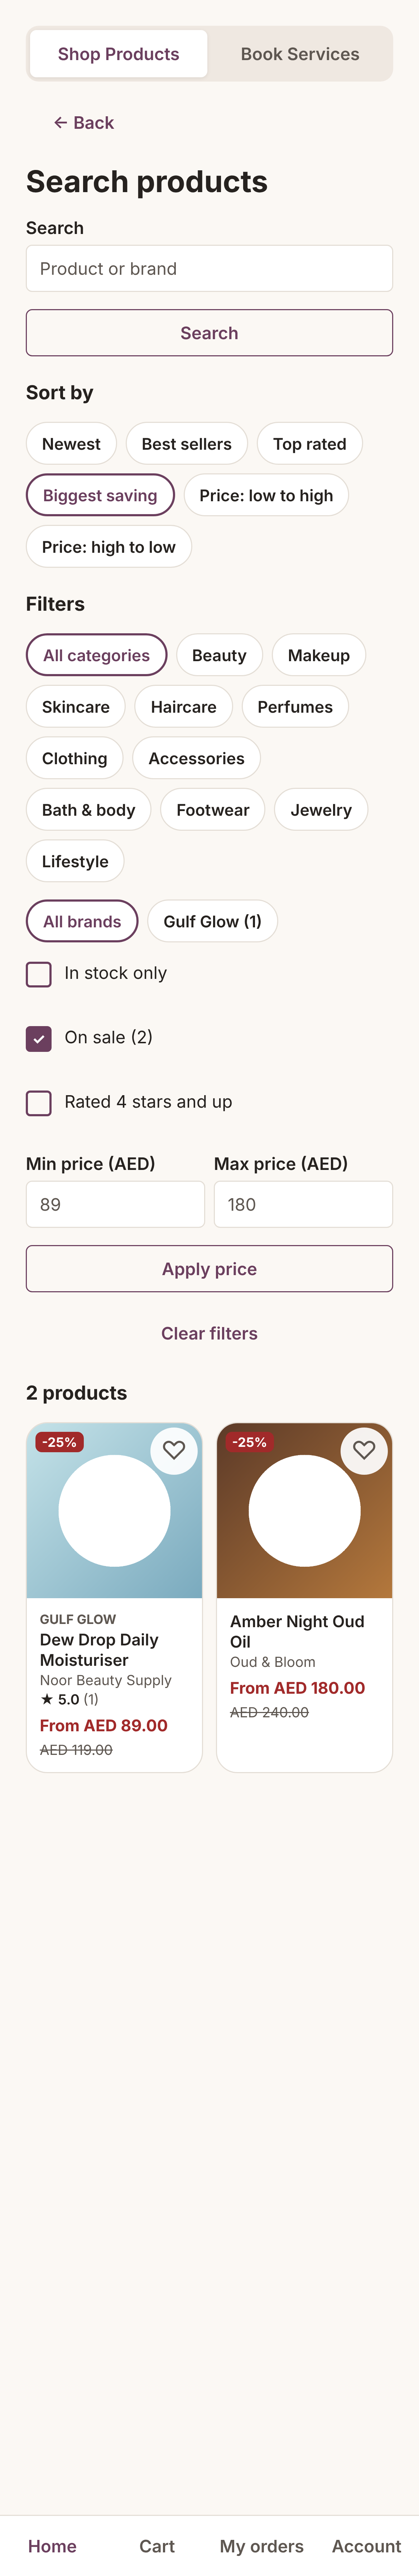 Shop Products
Book Services
← Back
Search products
Search
Product or brand
Search
Sort by
Newest
Best sellers
Top rated
Biggest saving
Price: low to high
Price: high to low
Filters
All categories
Beauty
Makeup
Skincare
Haircare
Perfumes
Clothing
Accessories
Bath & body
Footwear
Jewelry
Lifestyle
All brands
Gulf Glow (1)
In stock only
On sale (2)
Rated 4 stars and up
Min price (AED)
Max price (AED)
89
180
Apply price
Clear filters
2 products
-25%
GULF GLOW
Dew Drop Daily
Moisturiser
Noor Beauty Supply
★ 5.0 (1)
From AED 89.00
AED 119.00
-25%
Amber Night Oud
Oil
Oud & Bloom
From AED 180.00
AED 240.00
Home
Cart
My orders
Account